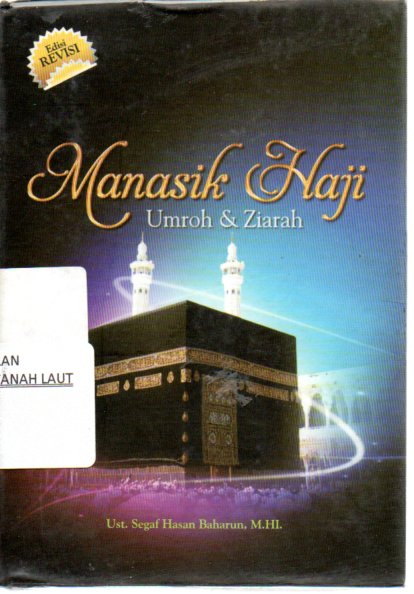 Edisi
REVISI
Manasik Haji
Umroh & Ziarah
AN
ANAH LAUT
Ust. Segaf Hasan Baharun, M.HI.